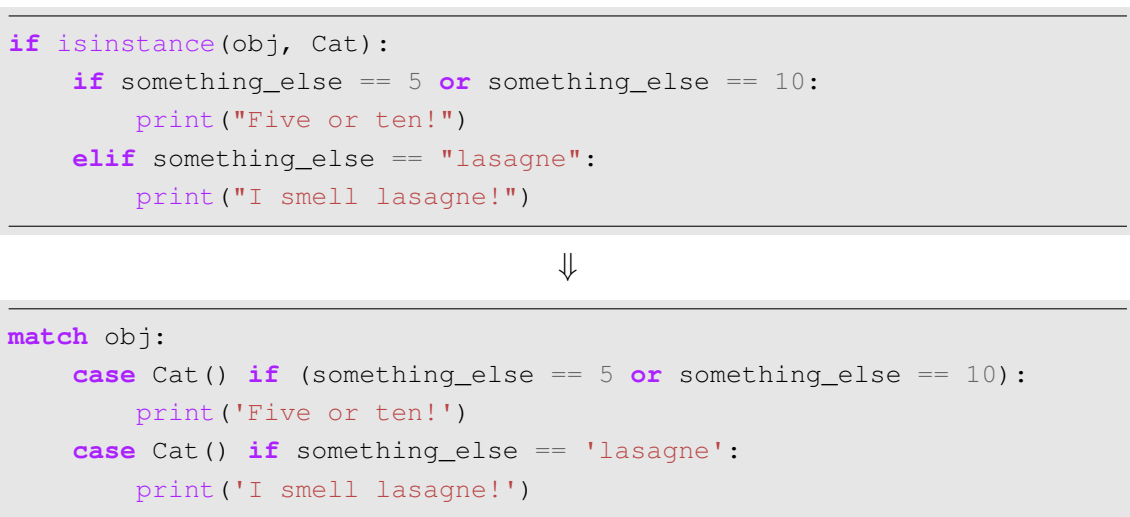 if isinstance(obj, Cat):
    if something_else == 5 or something_else == 10:
        print("Five or ten!")
    elif something_else == "lasagne":
        print("I smell lasagne!")
⇓
match obj:
    case Cat() if (something_else == 5 or something_else == 10):
        print('Five or ten!')
    case Cat() if something_else == 'lasagne':
        print('I smell lasagne!')